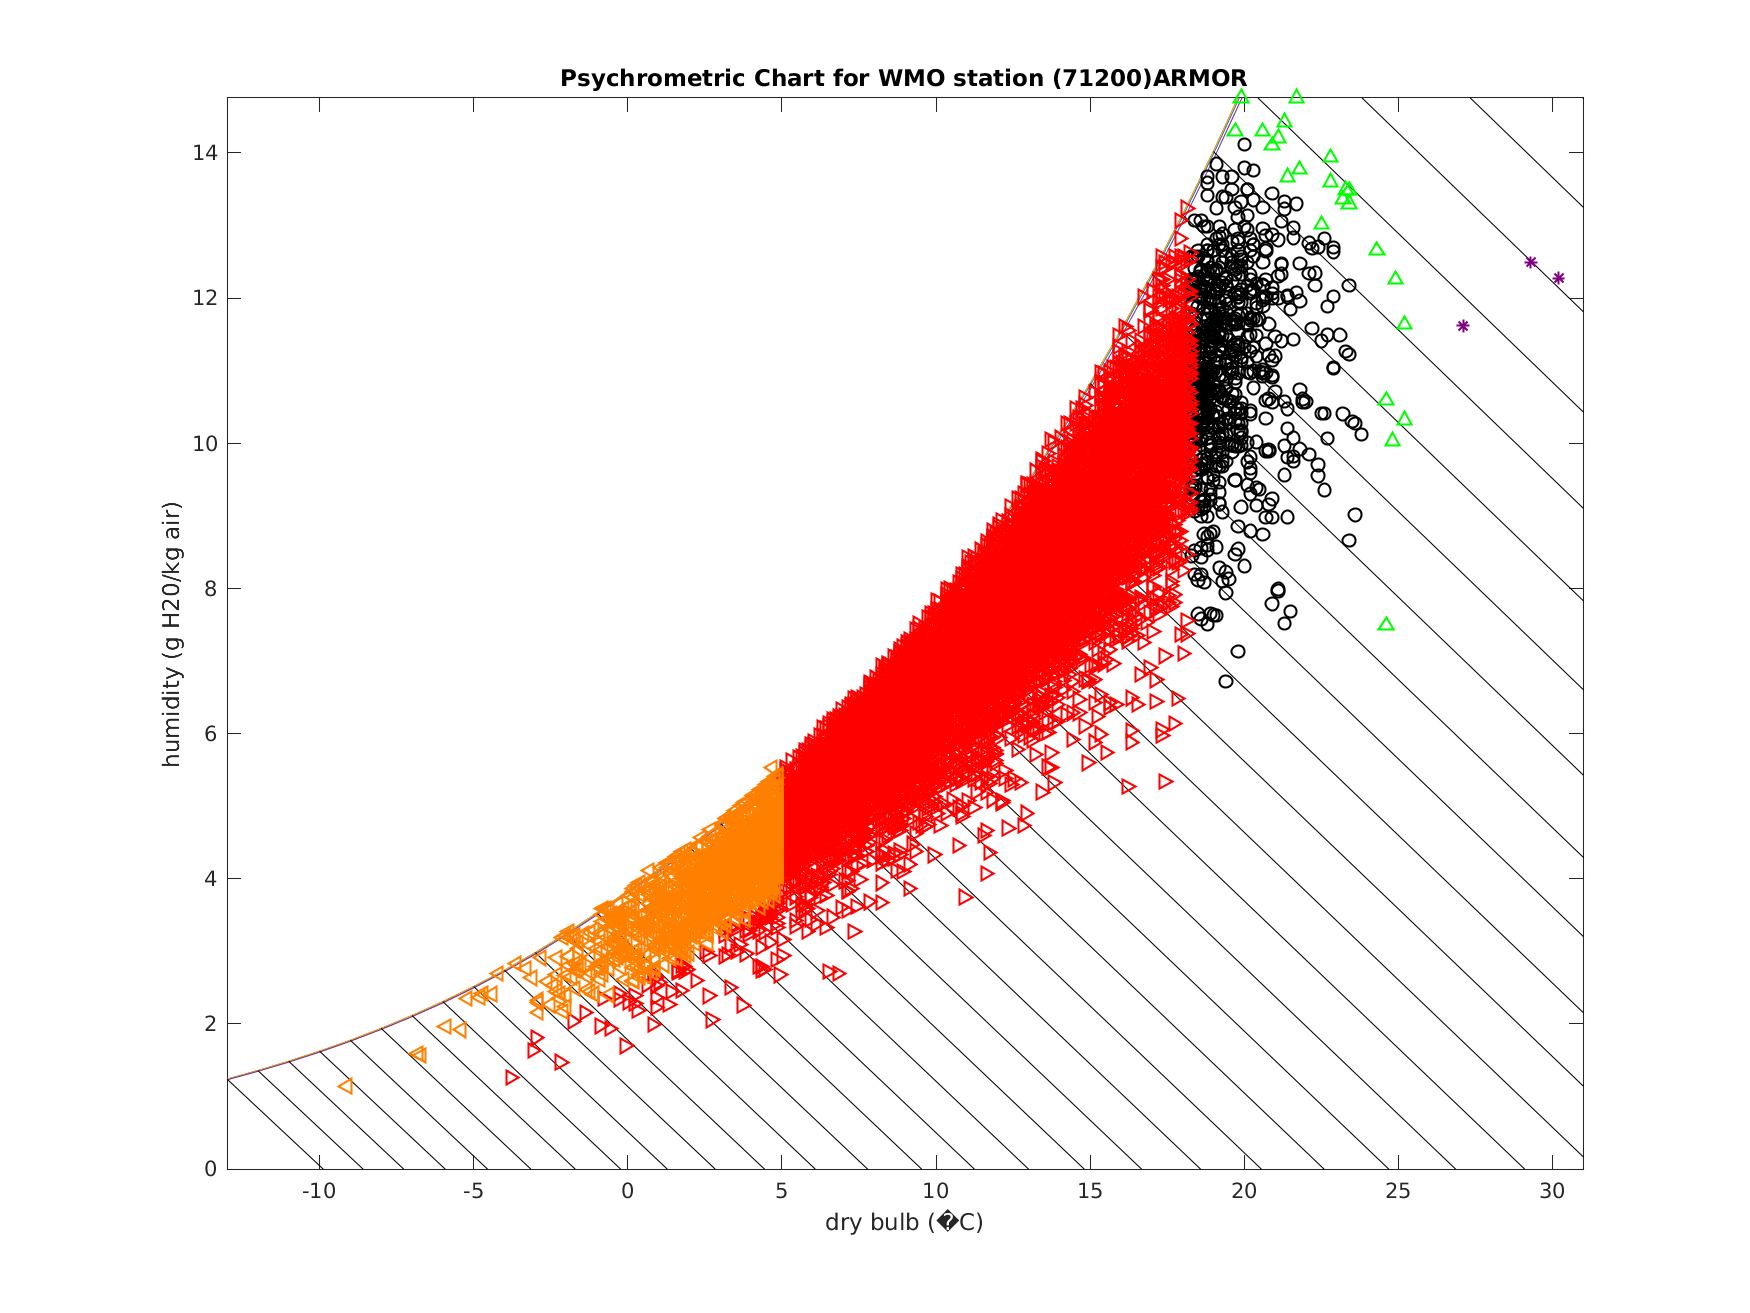 Psychrometric Chart for WMO station (71200)ARMOR
humidity (g H20/kg air)
14
12
10
8
6
4
2
0
-10 -5 0 5 10 15 20 25 30
dry bulb (�C)